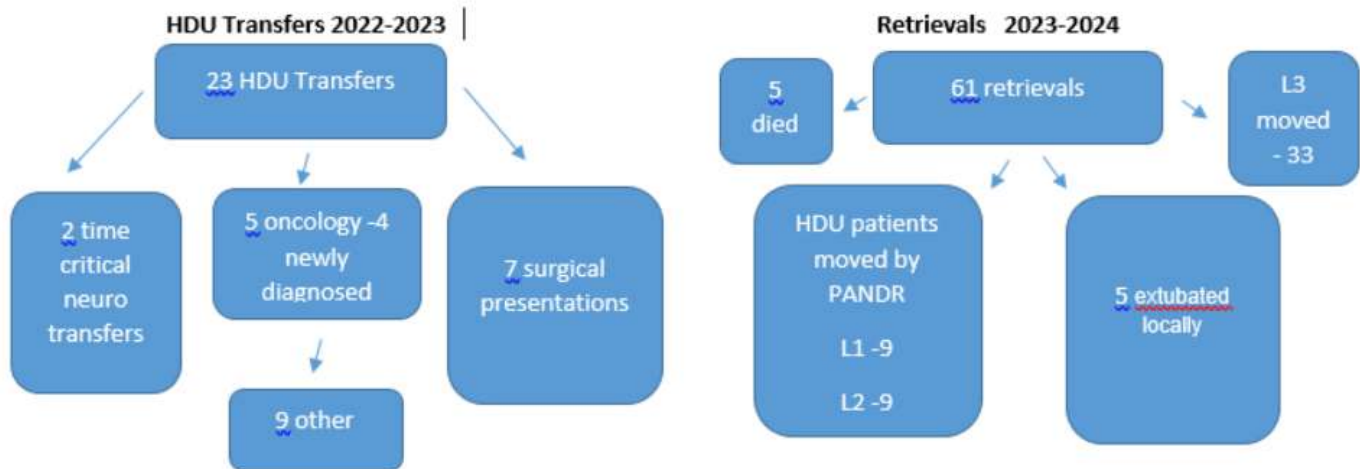 HDU Transfers 2022-2023
23 HDU Transfers
2 time
critical
neuro
transfers
5 oncology -4
newly
diagnosed
7 surgical
presentations
9 other
Retrievals 2023-2024
5
died
61 retrievals
L3
moved
- 33
HDU patients
moved by
PANDR
L1 -9
L2 -9
5 extubated
locally